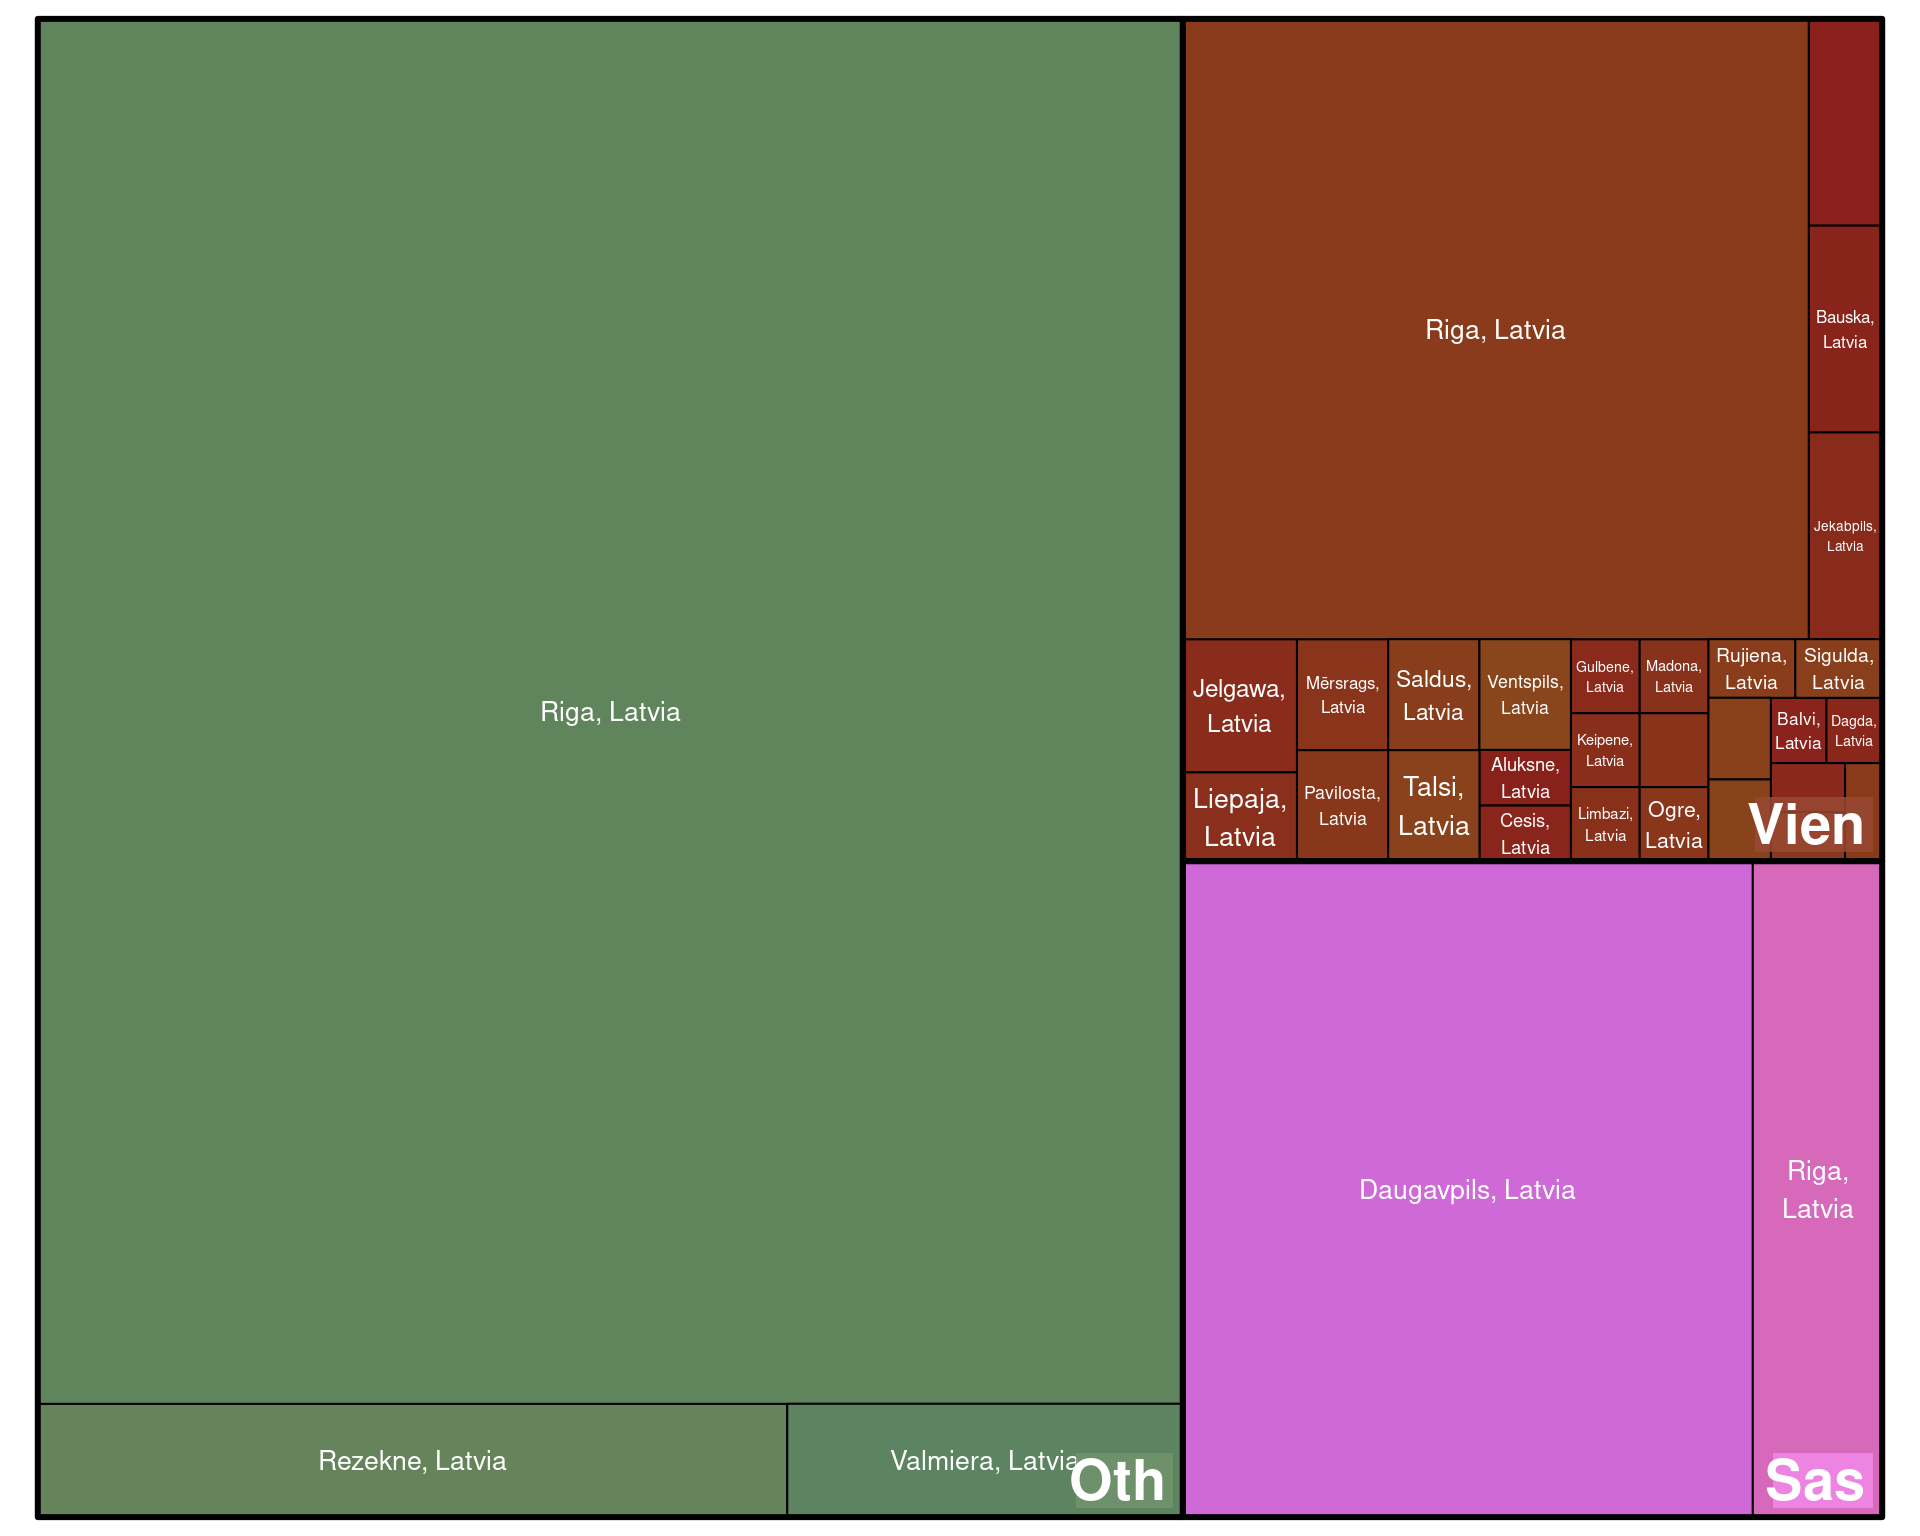 Riga, Latvia
Rezekne, Latvia
Valmiera, Latvia
Oth
Riga, Latvia
Bauska,
Latvia
Jekabpils,
Latvia
Jelgawa,
Latvia
Liepaja,
Latvia
Mērsrags,
Latvia
Pavilosta,
Latvia
Saldus,
Latvia
Talsi,
Latvia
Ventspils,
Latvia
Aluksne,
Latvia
Cesis,
Latvia
Gulbene,
Latvia
Keipene,
Latvia
Limbazi,
Latvia
Madona,
Latvia
Ogre,
Latvia
Rujiena,
Latvia
Sigulda,
Latvia
Balvi,
Latvia
Dagda,
Latvia
Vien
Daugavpils, Latvia
Riga,
Latvia
Sas